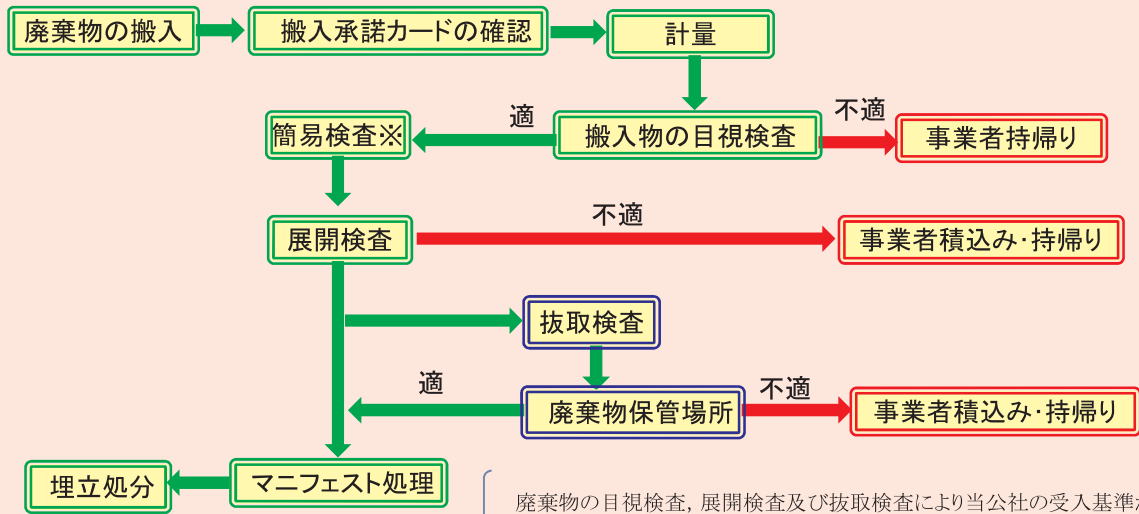 廃棄物の搬入
搬入承諾カードの確認
計量
適
不適
簡易検査※
搬入物の目視検査
事業者持帰り
不適
展開検査
事業者積込み・持帰り
抜取検査
適
不適
廃棄物保管場所
事業者積込み・持帰り
埋立処分
マニフェスト処理
廃棄物の目視検査, 展開検査及び抜取検査により当公社の受入基準